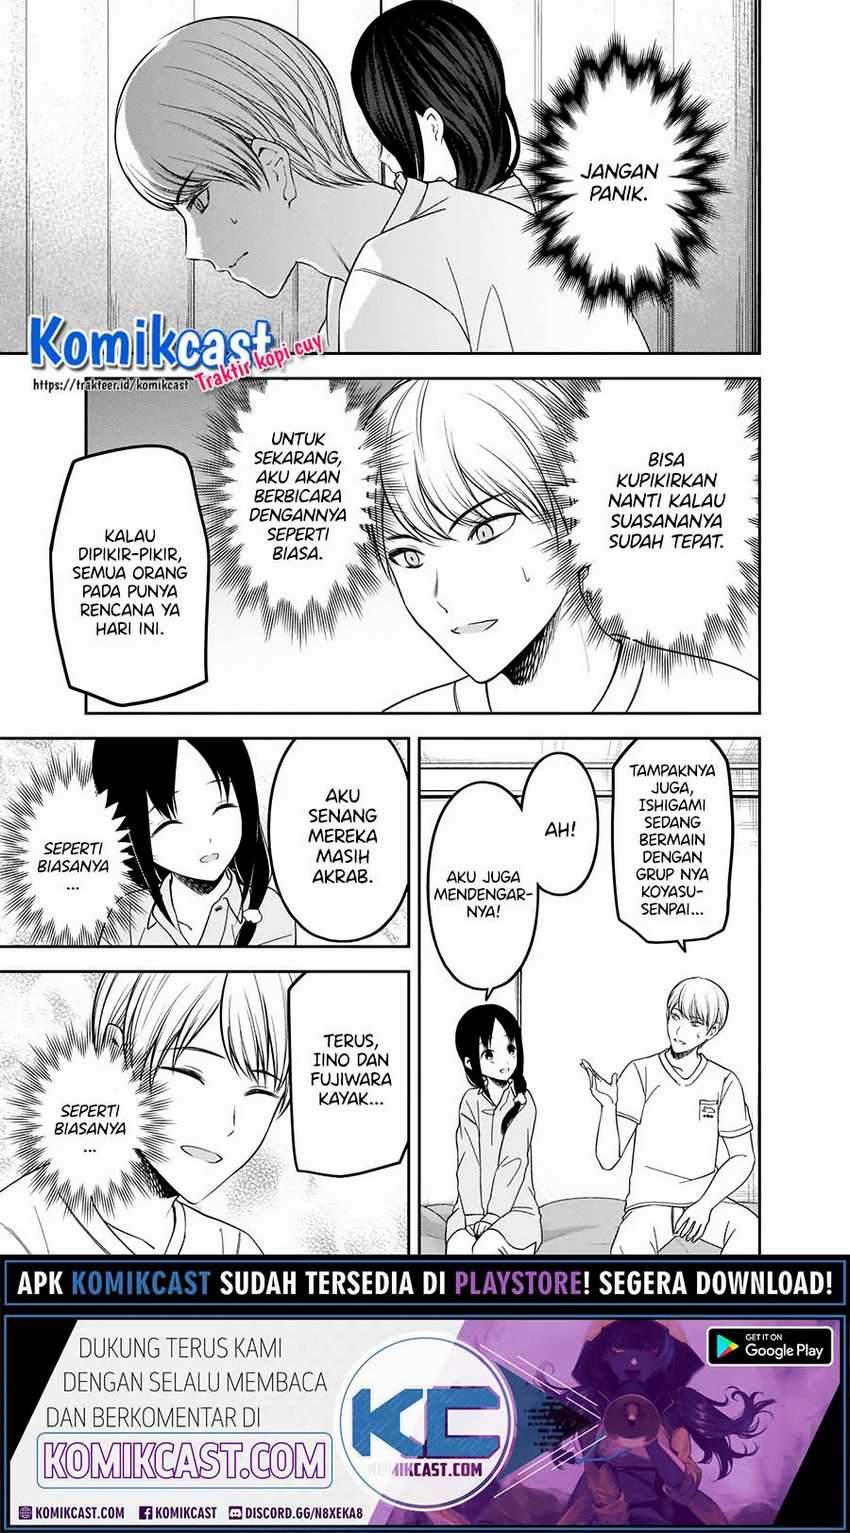 JANGAN
PANIK.
Komikcast
Traktir kopi cuy
https://trakteer.id/komikcast
BISA
KUPIKIRKAN
NANTI KALAU
SUASANANYA
SUDAH TEPAT.
UNTUK
SEKARANG,
AKU AKAN
BERBICARA
DENGANNYA
SEPERTI
BIASA.
KALAU
DIPIKIR-PIKIR,
SEMUA ORANG
PADA PUNYA
RENCANA YA
HARI INI.
TAMPAKNYA
JUGA,
ISHIGAMI
SEDANG
BERMAIN
DENGAN
GRUP NYA
KOYASU-
SENPAI...
AH!
AKU JUGA
MENDENGAR-
NYA!
AKU
SENANG
MEREKA
MASIH
AKRAB.
SEPERTI
BIASANYA
...
TERUS,
IINO DAN
FUJIWARA
KAYAK...
SEPERTI
BIASANYA
...
APK KOMIKCAST SUDAH TERSEDIA DI PLAYSTORE! SEGERA DOWNLOAD!
DUKUNG TERUS KAMI
DENGAN SELALU MEMBACA
DAN BERKOMENTAR DI
KOMIKCAST.COM
KOMIKCAST.COM KOMIKCAST DISCORD.GG/N8XEKA8
KC
KOMIKCAST.COM
GET IT ON
Google Play